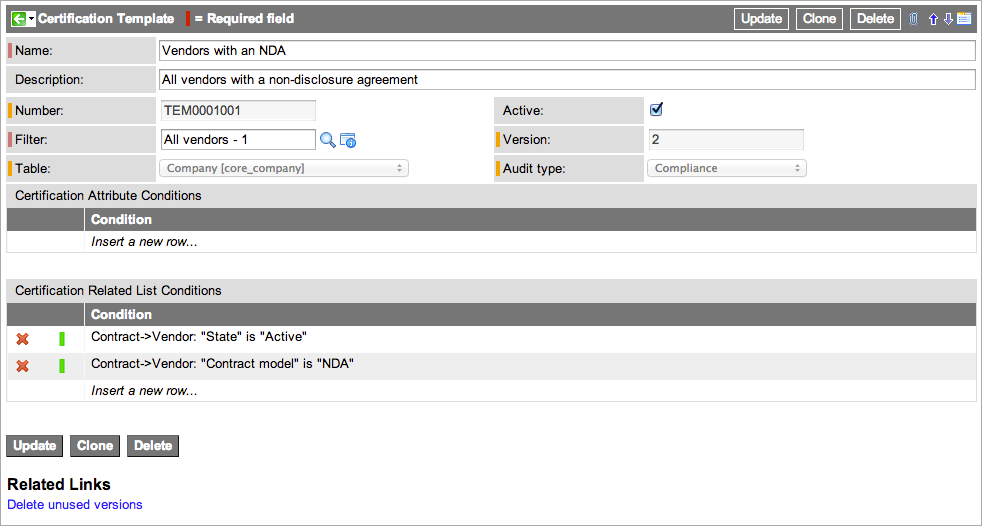 Certification Template = Required field Update Clone Delete
Name: Vendors with an NDA
Description: All vendors with a non-disclosure agreement
Number: TEM0001001 Active:
Filter: All vendors - 1 Version: 2
Table: Company [core_company] Audit type: Compliance
Certification Attribute Conditions
Condition
Insert a new row...
Certification Related List Conditions
Condition
Contract->Vendor: "State" is "Active"
Contract->Vendor: "Contract model" is "NDA"
Insert a new row...
Update Clone Delete
Related Links
Delete unused versions